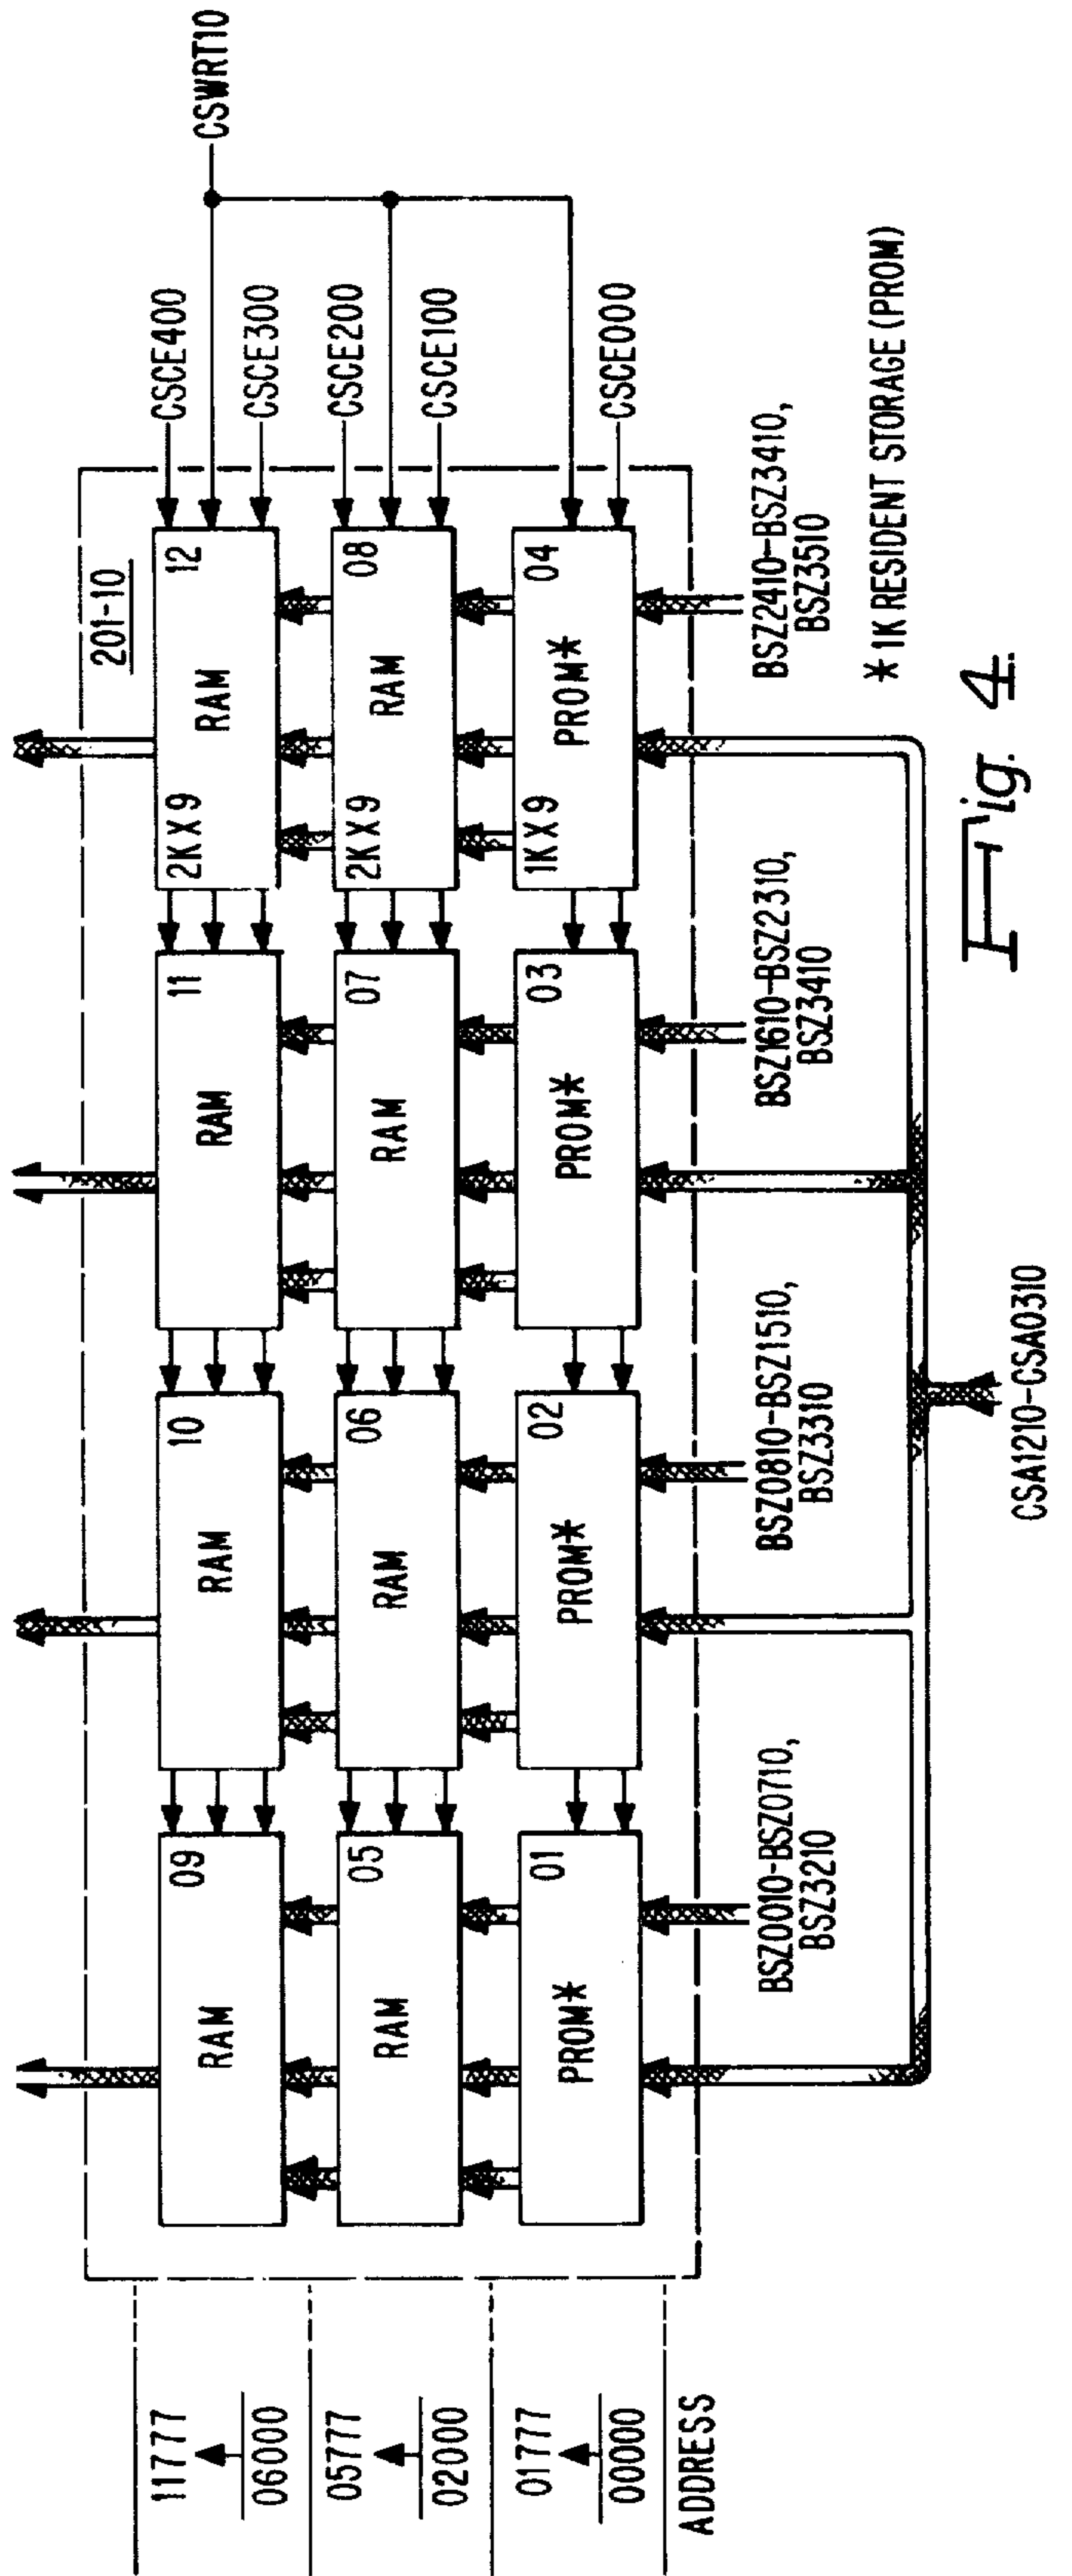 201-10
11777
06000
RAM 09
RAM 10
RAM 11
2K X 9 RAM 12
CSCE400
CSWRT10
CSCE300
05777
02000
RAM 05
RAM 06
RAM 07
2K X 9 RAM 08
CSCE200
CSCE100
01777
00000
PROM* 01
PROM* 02
PROM* 03
1K X 9 PROM* 04
CSCE000
ADDRESS
BSZ0010-BSZ0710,
BSZ3210
BSZ0810-BSZ1510,
BSZ3310
BSZ1610-BSZ2310,
BSZ3410
BSZ2410-BSZ3410,
BSZ3510
* 1K RESIDENT STORAGE (PROM)
CSA1210-CSA0310
Fig. 4.